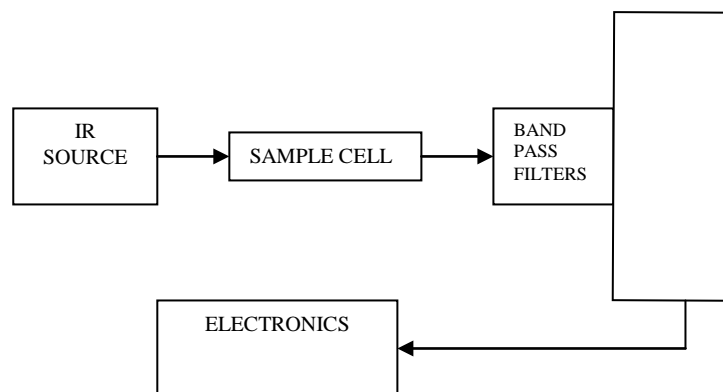 IR
SOURCE
SAMPLE CELL
BAND
PASS
FILTERS
ELECTRONICS